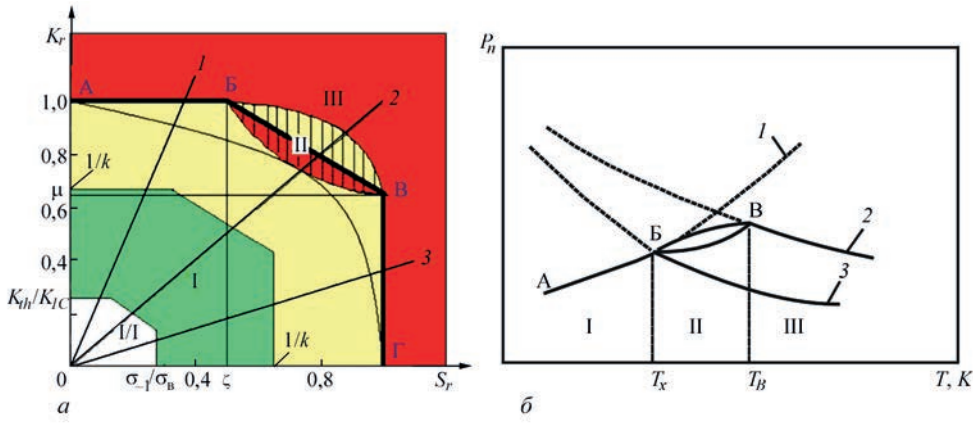 K_r
1
А
Б
III
2
1,0
1/k
II
0,8
μ
В
0,6
3
0,4
I
K_th/K_IC
I/I
1/k
Г
0
σ_–1/σ_в
0,4
ζ
0,8
S_r
а
P_n
1
В
Б
2
А
3
I
II
III
T_x
T_B
T, K
б